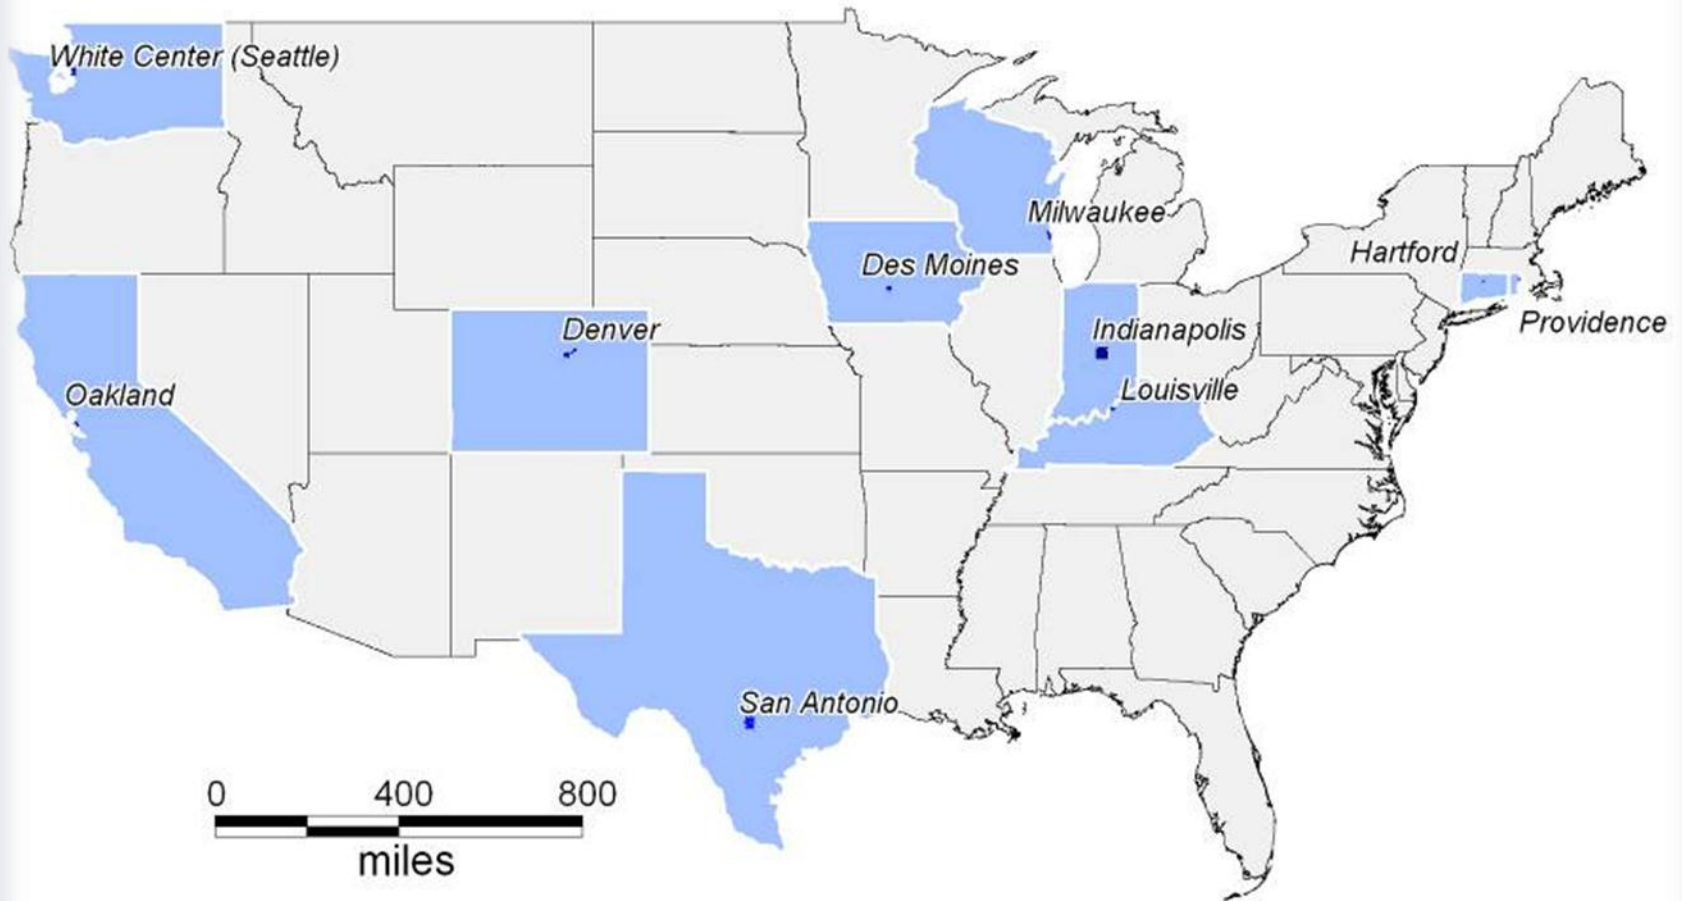 White Center (Seattle)
Milwaukee
Hartford
Des Moines
Providence
Denver
Indianapolis
Louisville
Oakland
San Antonio
0 400 800
miles